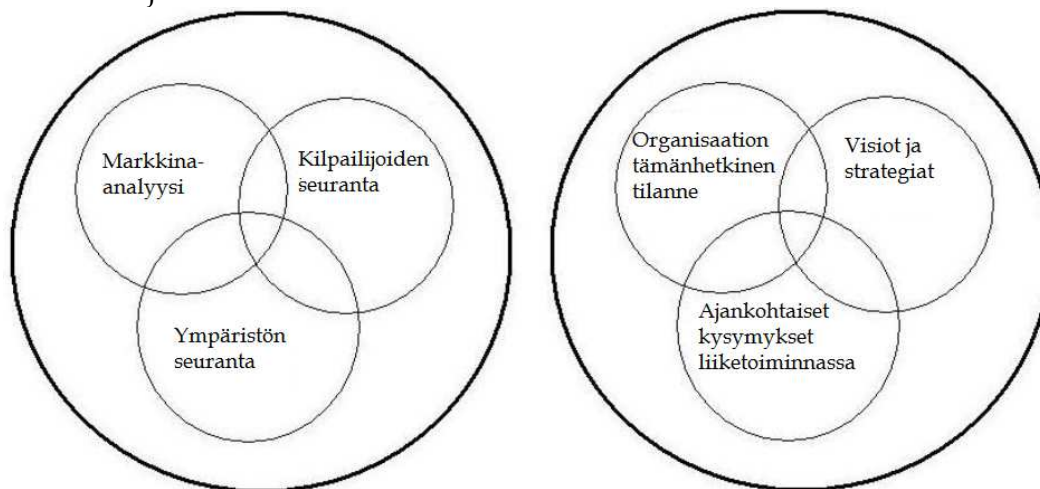 Markkina-
analyysi
Kilpailijoiden
seuranta
Ympäristön
seuranta
Organisaation
tämänhetkinen
tilanne
Visiot ja
strategiat
Ajankohtaiset
kysymykset
liiketoiminnassa